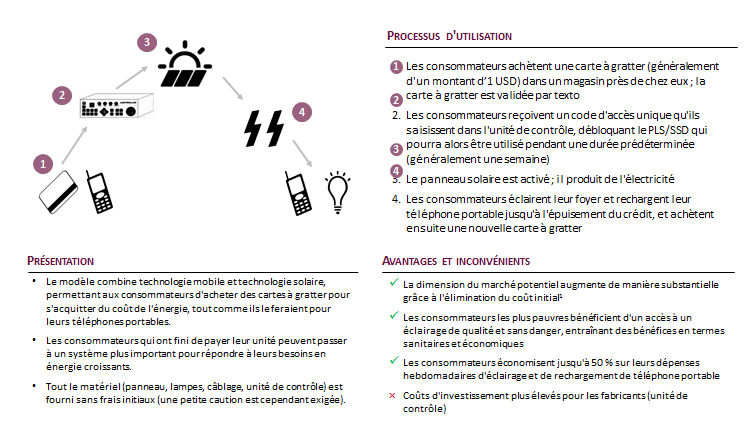 3
2
4
1
PROCESSUS D'UTILISATION
1 Les consommateurs achètent une carte à gratter (généralement
d'un montant d'1 USD) dans un magasin près de chez eux ; la
2 carte à gratter est validée par texto
2. Les consommateurs reçoivent un code d'accès unique qu'ils
saisissent dans l'unité de contrôle, débloquant le PLS/SSD qui
3 pourra alors être utilisé pendant une durée prédéterminée
(généralement une semaine)
4
3. Le panneau solaire est activé ; il produit de l'électricité
4. Les consommateurs éclairent leur foyer et rechargent leur
téléphone portable jusqu'à l'épuisement du crédit, et achètent
ensuite une nouvelle carte à gratter
PRÉSENTATION
• Le modèle combine technologie mobile et technologie solaire,
permettant aux consommateurs d'acheter des cartes à gratter pour
s'acquitter du coût de l'énergie, tout comme ils le feraient pour
leurs téléphones portables.
• Les consommateurs qui ont fini de payer leur unité peuvent passer
à un système plus important pour répondre à leurs besoins en
énergie croissants.
• Tout le matériel (panneau, lampes, câblage, unité de contrôle) est
fourni sans frais initiaux (une petite caution est cependant exigée).
AVANTAGES ET INCONVÉNIENTS
✓ La dimension du marché potentiel augmente de manière substantielle
grâce à l'élimination du coût initial¹
✓ Les consommateurs les plus pauvres bénéficient d'un accès à un
éclairage de qualité et sans danger, entraînant des bénéfices en termes
sanitaires et économiques
✓ Les consommateurs économisent jusqu'à 50 % sur leurs dépenses
hebdomadaires d'éclairage et de rechargement de téléphone portable
× Coûts d'investissement plus élevés pour les fabricants (unité de
contrôle)